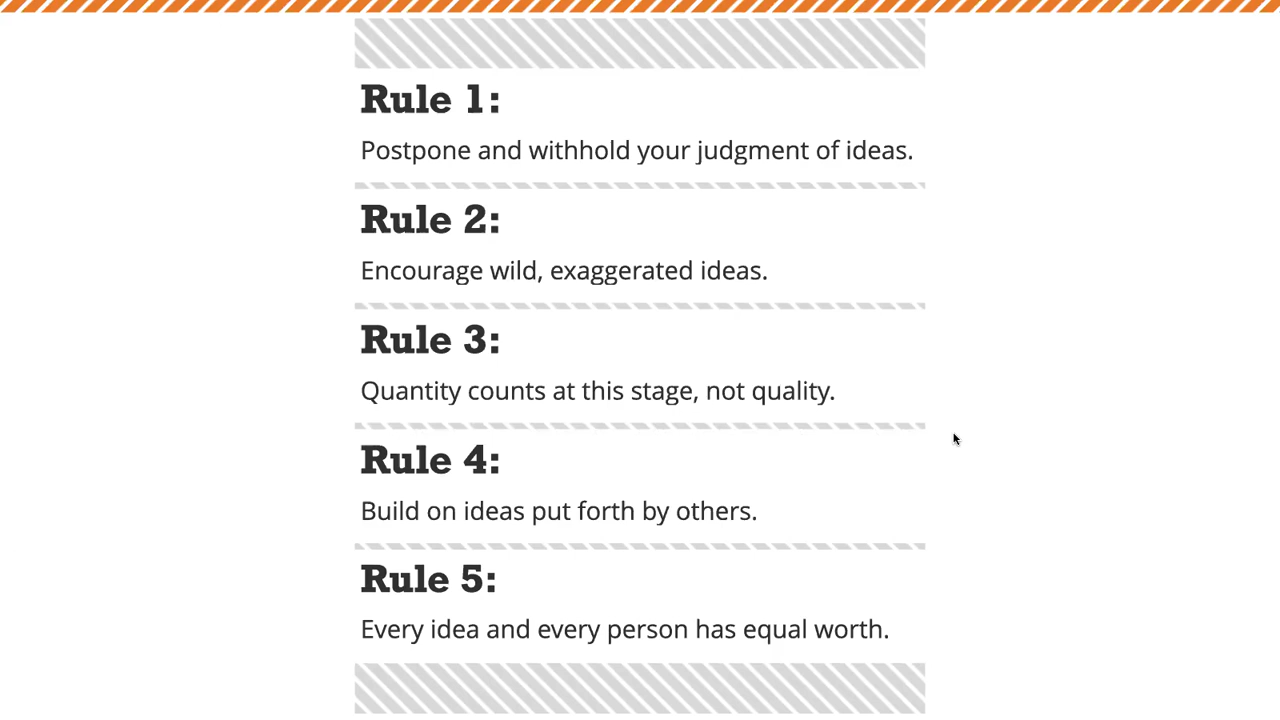 Rule 1:
Postpone and withhold your judgment of ideas.
Rule 2:
Encourage wild, exaggerated ideas.
Rule 3:
Quantity counts at this stage, not quality.
Rule 4:
Build on ideas put forth by others.
Rule 5:
Every idea and every person has equal worth.